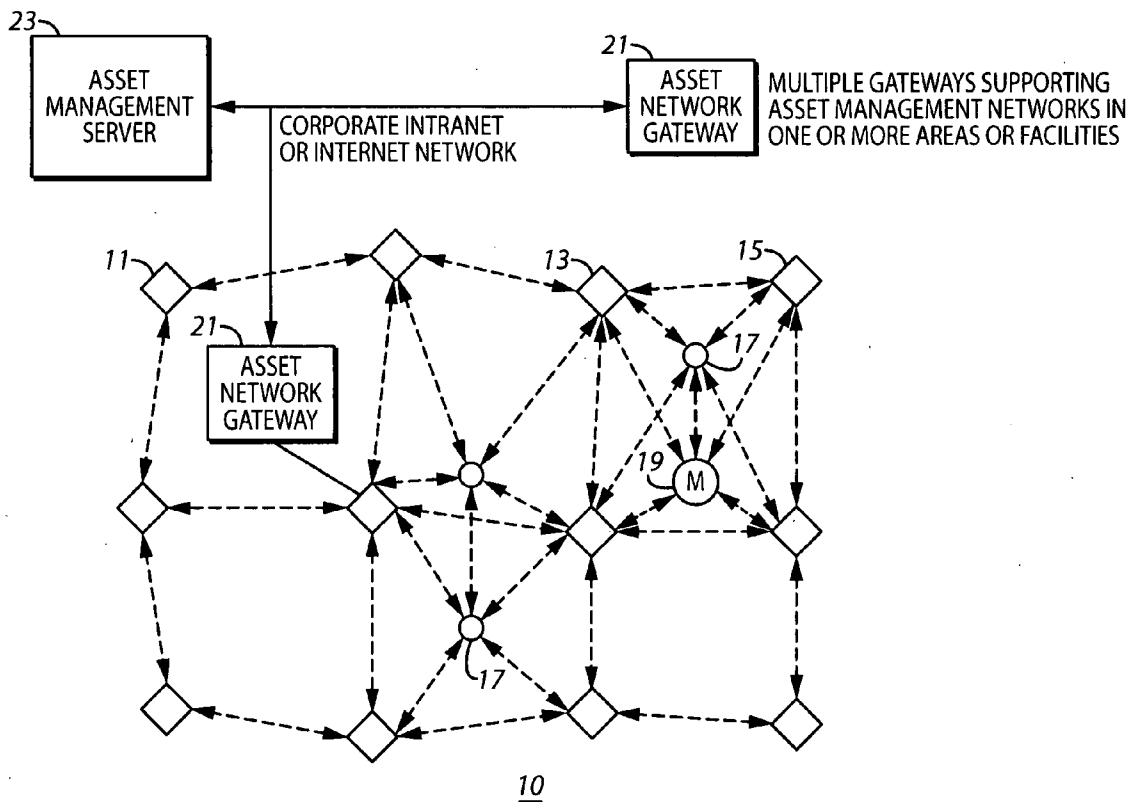 23
ASSET
MANAGEMENT
SERVER
CORPORATE INTRANET
OR INTERNET NETWORK
21
ASSET
NETWORK
GATEWAY
MULTIPLE GATEWAYS SUPPORTING
ASSET MANAGEMENT NETWORKS IN
ONE OR MORE AREAS OR FACILITIES
11
13
15
21
ASSET
NETWORK
GATEWAY
17
19
M
17
10